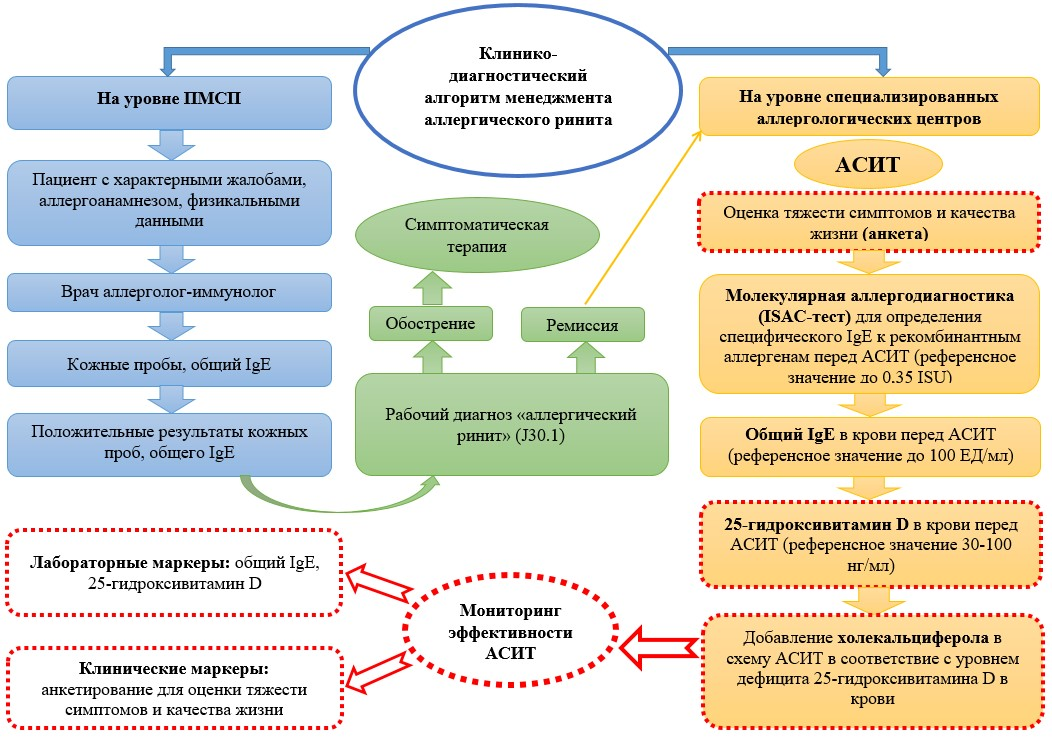 Клинико-
диагностический
алгоритм менеджмента
аллергического ринита
На уровне ПМСП
Пациент с характерными жалобами,
аллергоанамнезом, физикальными
данными
Врач аллерголог-иммунолог
Кожные пробы, общий IgE
Положительные результаты кожных
проб, общего IgE
Симптоматическая
терапия
Обострение
Ремиссия
Рабочий диагноз «аллергический
ринит» (J30.1)
На уровне специализированных
аллергологических центров
АСИТ
Оценка тяжести симптомов и качества
жизни (анкета)
Молекулярная аллергодиагностика
(ISAC-тест) для определения
специфического IgE к рекомбинантным
аллергенам перед АСИТ (референсное
значение до 0.35 ISU)
Общий IgE в крови перед АСИТ
(референсное значение до 100 ЕД/мл)
25-гидроксивитамин D в крови перед
АСИТ (референсное значение 30-100
нг/мл)
Добавление холекальциферола в
схему АСИТ в соответствие с уровнем
дефицита 25-гидроксивитамина D в
крови
Мониторинг
эффективности
АСИТ
Лабораторные маркеры: общий IgE,
25-гидроксивитамин D
Клинические маркеры:
анкетирование для оценки тяжести
симптомов и качества жизни